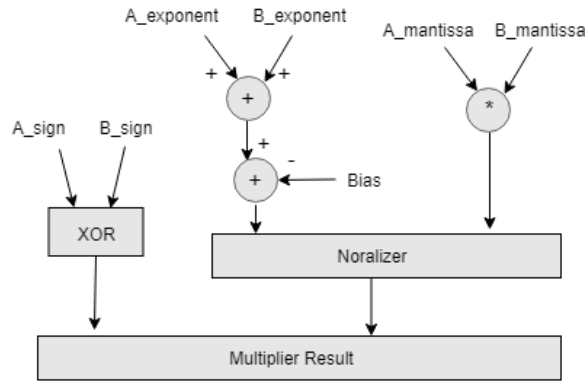 A_exponent B_exponent
A_mantissa B_mantissa
+ +
+
*
A_sign B_sign
+
-
+
Bias
XOR
Noralizer
Multiplier Result